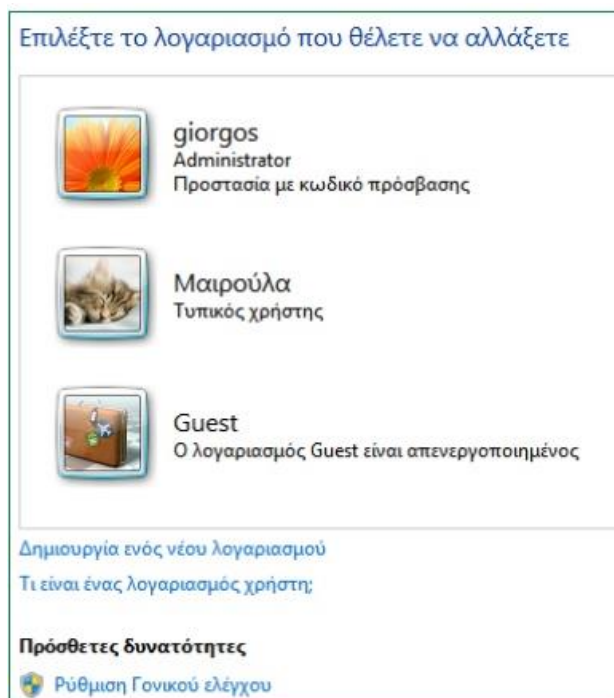 Επιλέξτε το λογαριασμό που θέλετε να αλλάξετε
giorgos
Administrator
Προστασία με κωδικό πρόσβασης
Μαιρούλα
Τυπικός χρήστης
Guest
Ο λογαριασμός Guest είναι απενεργοποιημένος
Δημιουργία ενός νέου λογαριασμού
Τι είναι ένας λογαριασμός χρήστη;
Πρόσθετες δυνατότητες
Ρύθμιση Γονικού ελέγχου